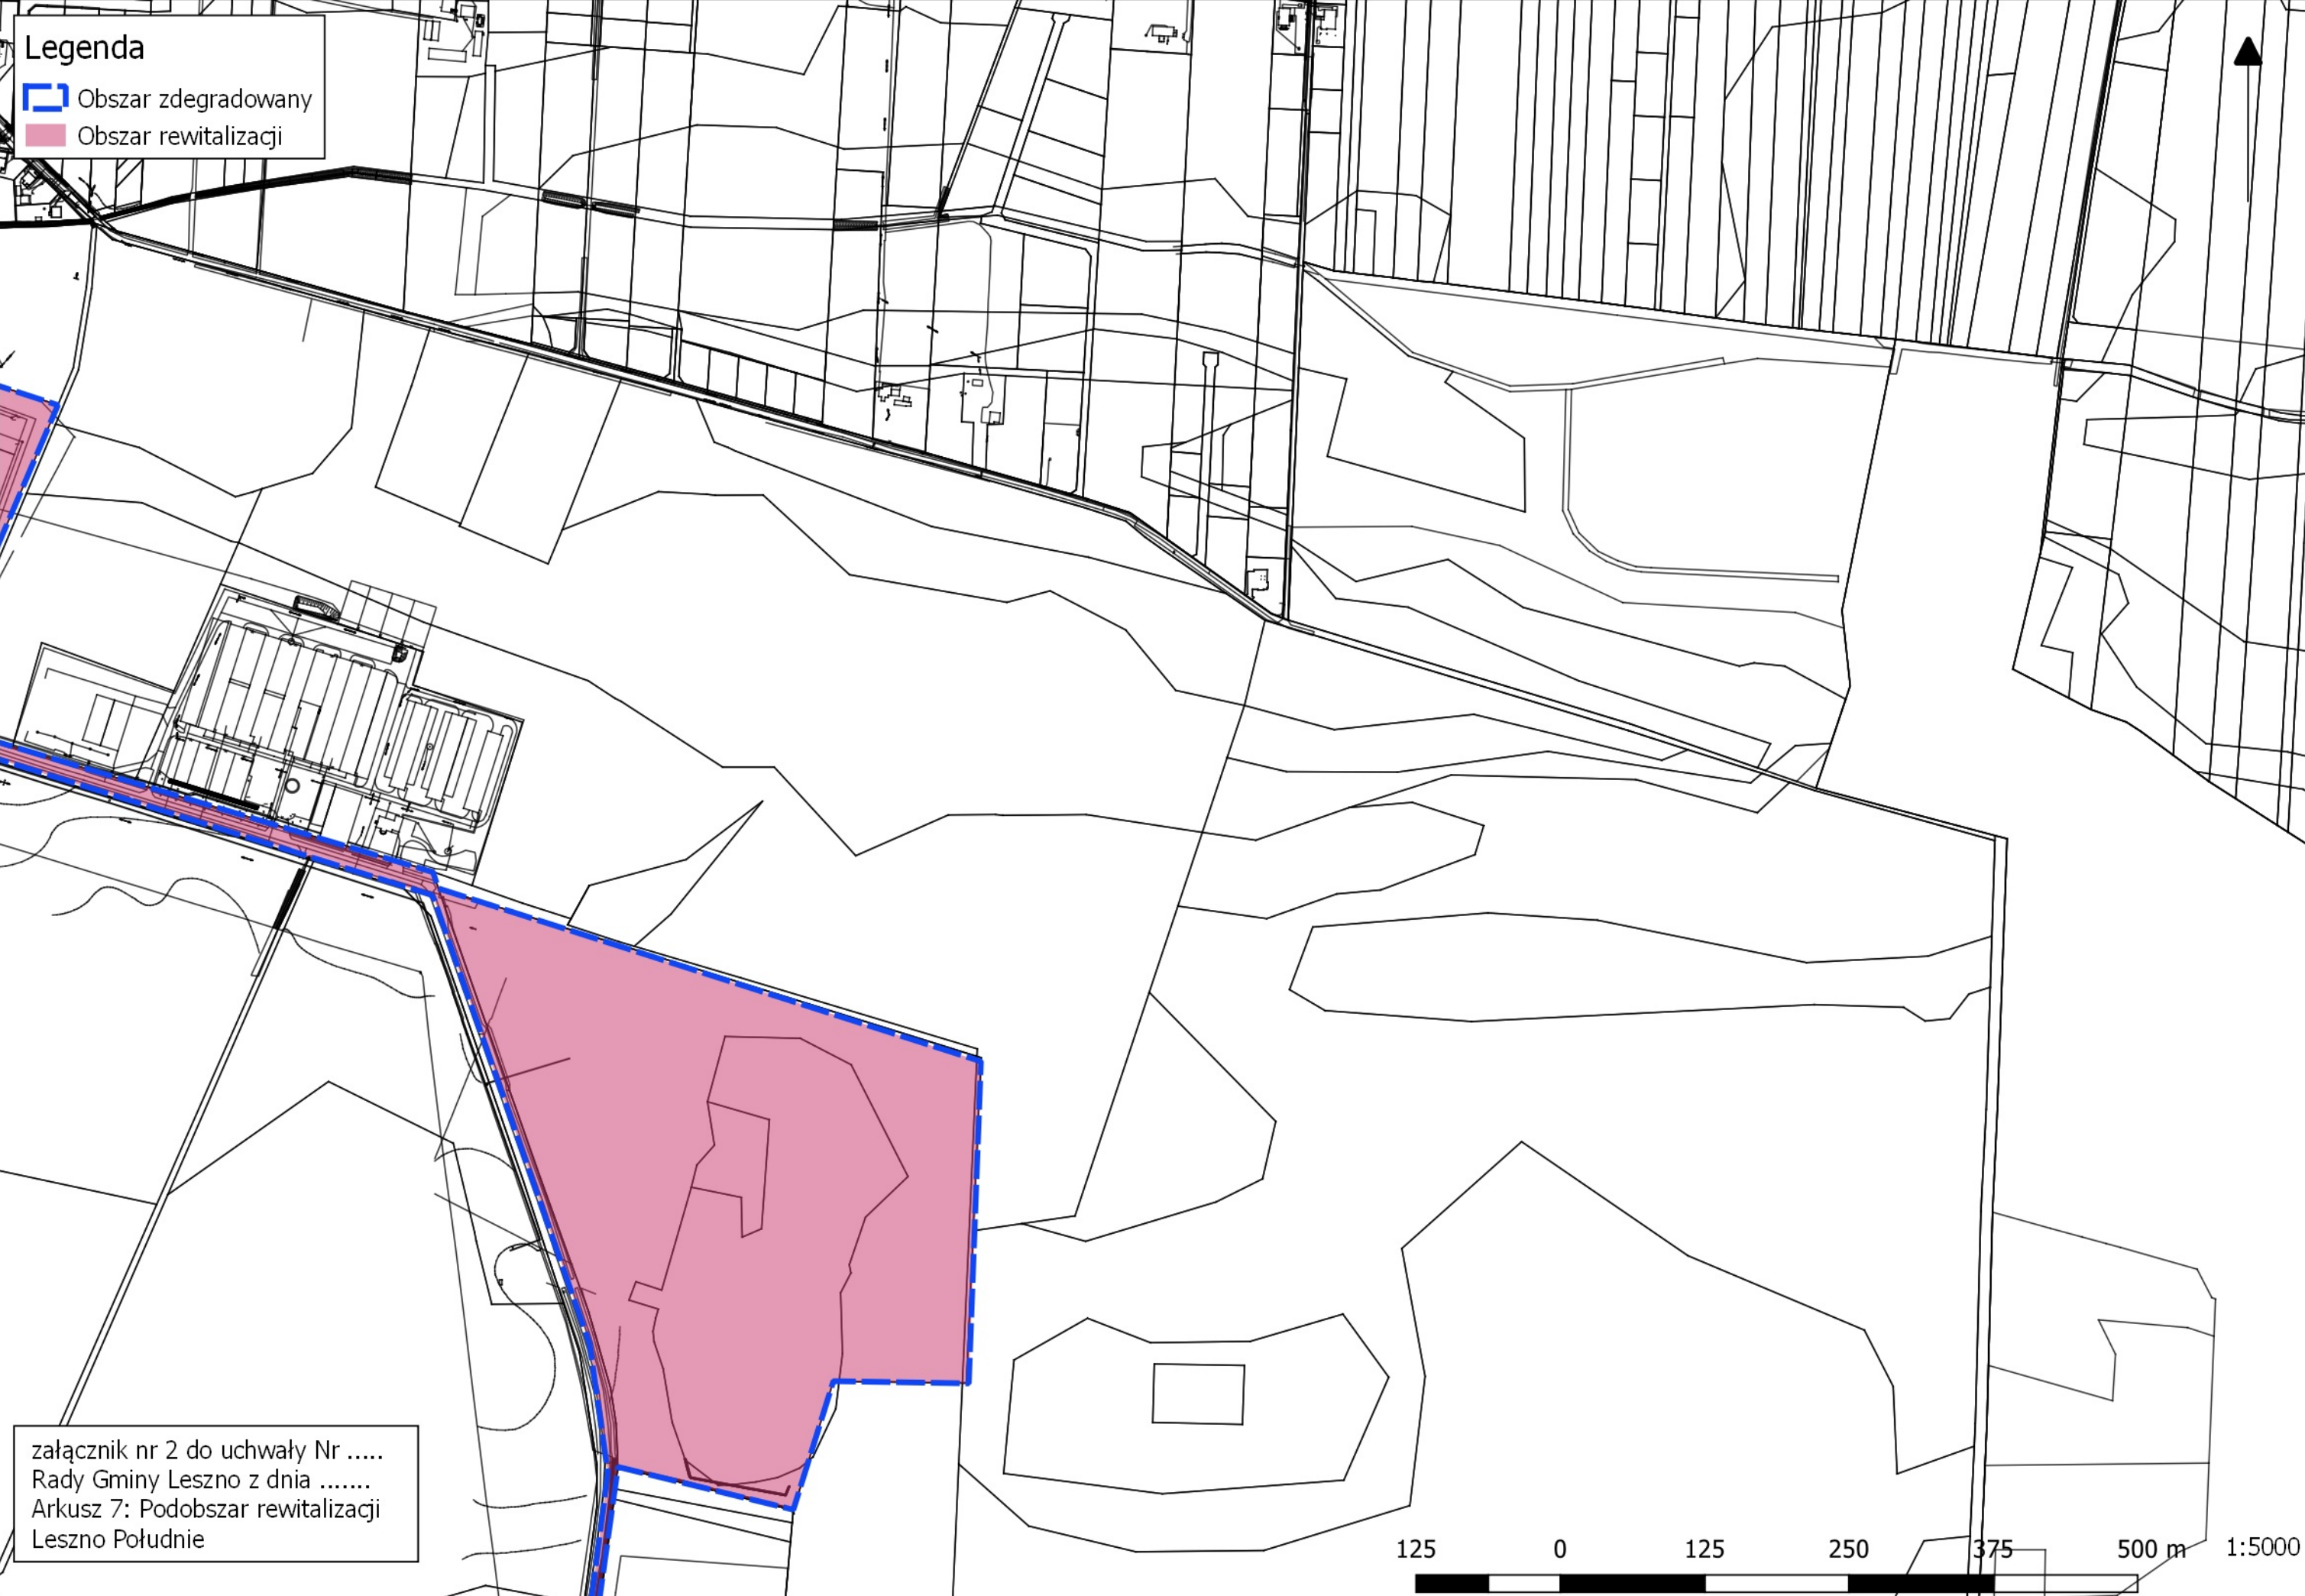 Legenda
Obszar zdegradowany
Obszar rewitalizacji
załącznik nr 2 do uchwały Nr .....
Rady Gminy Leszno z dnia .......
Arkusz 7: Podobszar rewitalizacji
Leszno Południe
125 0 125 250 375 500 m 1:5000